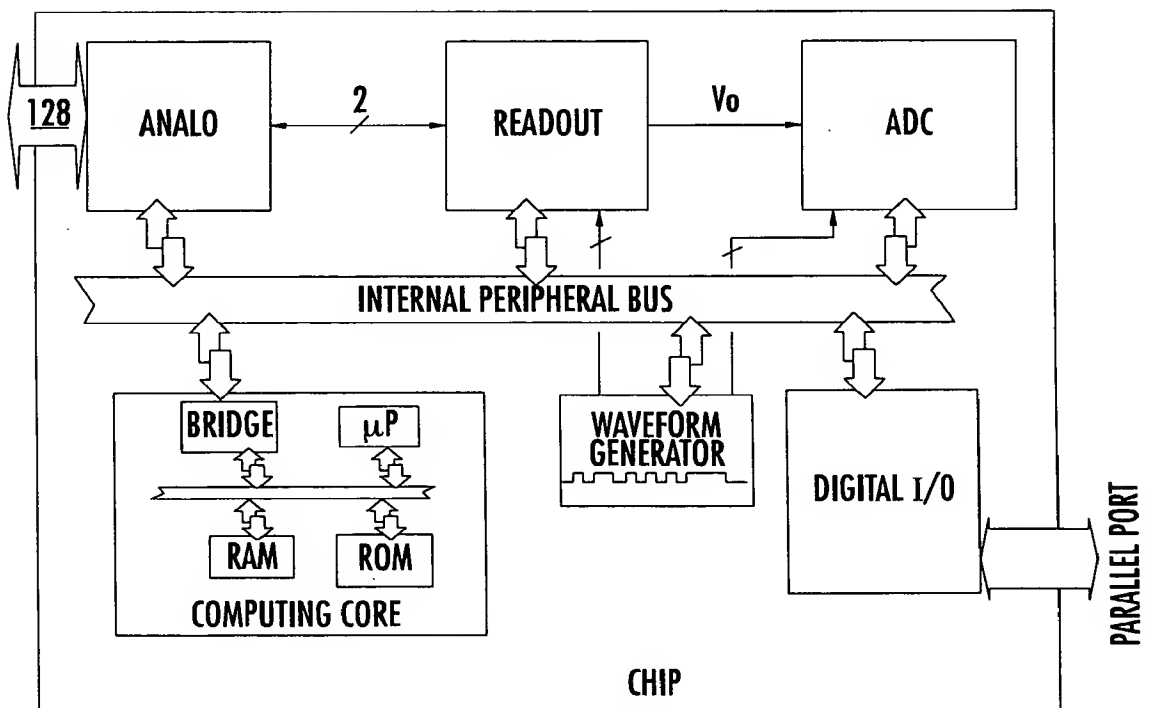 128
ANALO
2
READOUT
Vo
ADC
INTERNAL PERIPHERAL BUS
BRIDGE
μP
RAM
ROM
COMPUTING CORE
WAVEFORM
GENERATOR
DIGITAL I/O
PARALLEL PORT
CHIP